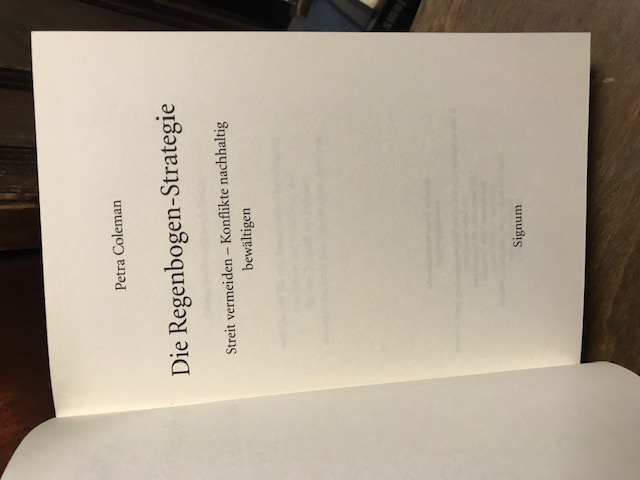 Petra Coleman
Die Regenbogen-Strategie
Streit vermeiden – Konflikte nachhaltig
bewältigen
Signum